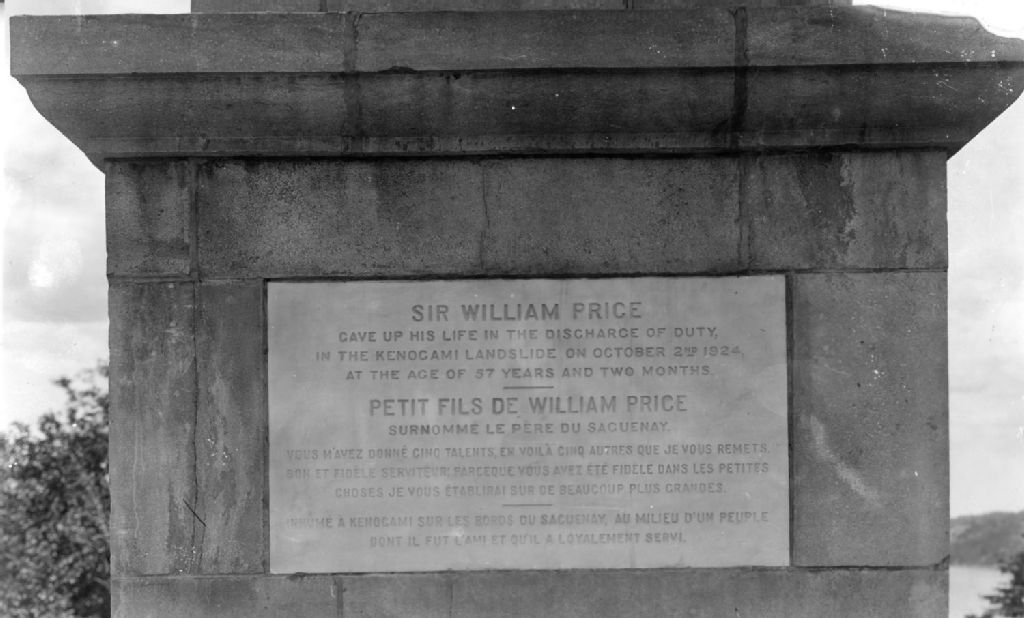 SIR WILLIAM PRICE
GAVE UP HIS LIFE IN THE DISCHARGE OF DUTY,
IN THE KENOGAMI LANDSLIDE ON OCTOBER 2ND 1924,
AT THE AGE OF 57 YEARS AND TWO MONTHS.
PETIT FILS DE WILLIAM PRICE
SURNOMMÉ LE PÈRE DU SAGUENAY.
VOUS M'AVEZ DONNÉ CINQ TALENTS, EN VOILÀ CINQ AUTRES QUE JE VOUS REMETS.
BON ET FIDÈLE SERVITEUR; PARCEQUE VOUS AVEZ ÉTÉ FIDÈLE DANS LES PETITES
CHOSES JE VOUS ÉTABLIRAI SUR DE BEAUCOUP PLUS GRANDES.
INHUMÉ À KENOGAMI SUR LES BORDS DU SAGUENAY, AU MILIEU D'UN PEUPLE
DONT IL FUT L'AMI ET QU'IL A LOYALEMENT SERVI.